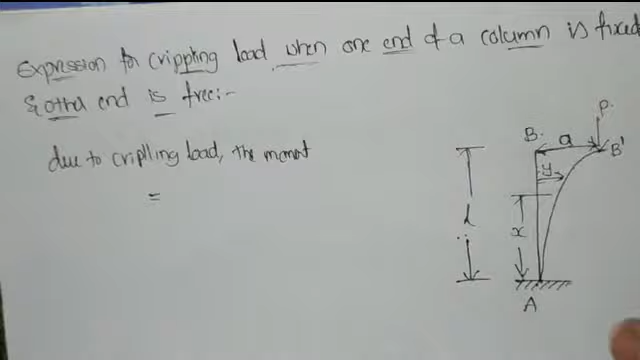 Expression for crippling load when one end of a column is fixed
& other end is free:-
due to criplling load, the moment
=
P.
B.
a
B'
y
l
x
A